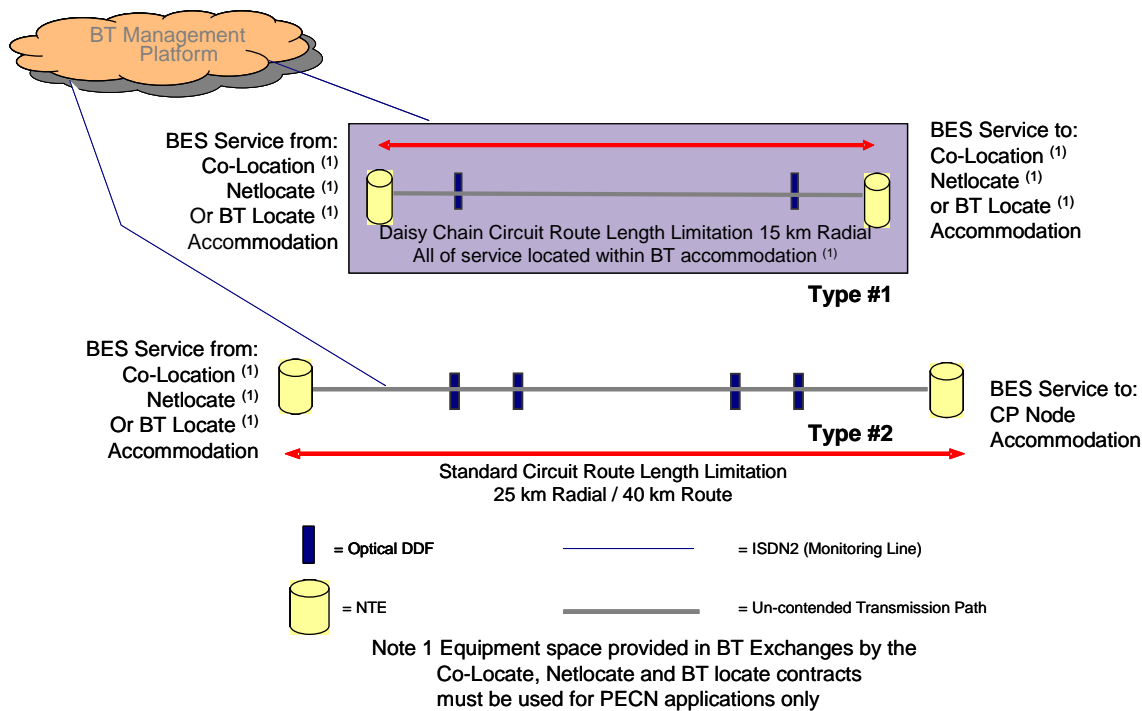 BT Management
Platform
BES Service from:
Co-Location (1)
Netlocate (1)
Or BT Locate (1)
Accommodation
BES Service to:
Co-Location (1)
Netlocate (1)
or BT Locate (1)
Accommodation
Daisy Chain Circuit Route Length Limitation 15 km Radial
All of service located within BT accommodation (1)
Type #1
BES Service from:
Co-Location (1)
Netlocate (1)
Or BT Locate (1)
Accommodation
BES Service to:
CP Node
Accommodation
Type #2
Standard Circuit Route Length Limitation
25 km Radial / 40 km Route
= Optical DDF
= ISDN2 (Monitoring Line)
= NTE
= Un-contended Transmission Path
Note 1 Equipment space provided in BT Exchanges by the
Co-Locate, Netlocate and BT locate contracts
must be used for PECN applications only